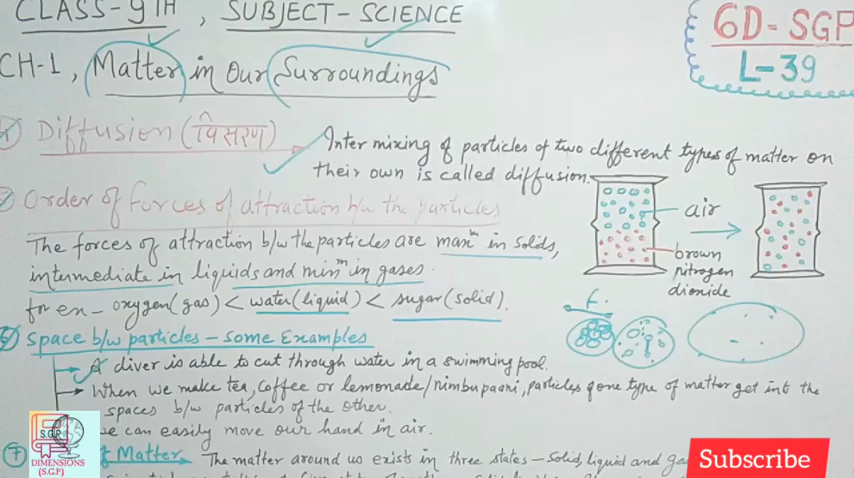 CLASS-9TH, SUBJECT-SCIENCE
6D-SGP
L-39
CH-1, Matter in Our Surroundings
Diffusion (विसरण)
Inter mixing of particles of two different types of matter on
their own is called diffusion.
Order of Forces of attraction b/w the particles
The forces of attraction b/w the particles are maxm in solids,
intermediate in liquids and minm in gases.
for ex- oxygen (gas) < water (liquid) < sugar (solid).
air
brown
nitrogen
dioxide
Space b/w particles - some Examples
A diver is able to cut through water in a swimming pool.
When we make tea, coffee or lemonade/nimbupaani, particles of one type of matter get into the
spaces b/w particles of the other.
we can easily move our hand in air.
7 of Matter
The matter around us exists in three states - Solid, liquid and
S.G.P
DIMENSIONS
(S.G.P)
Subscribe